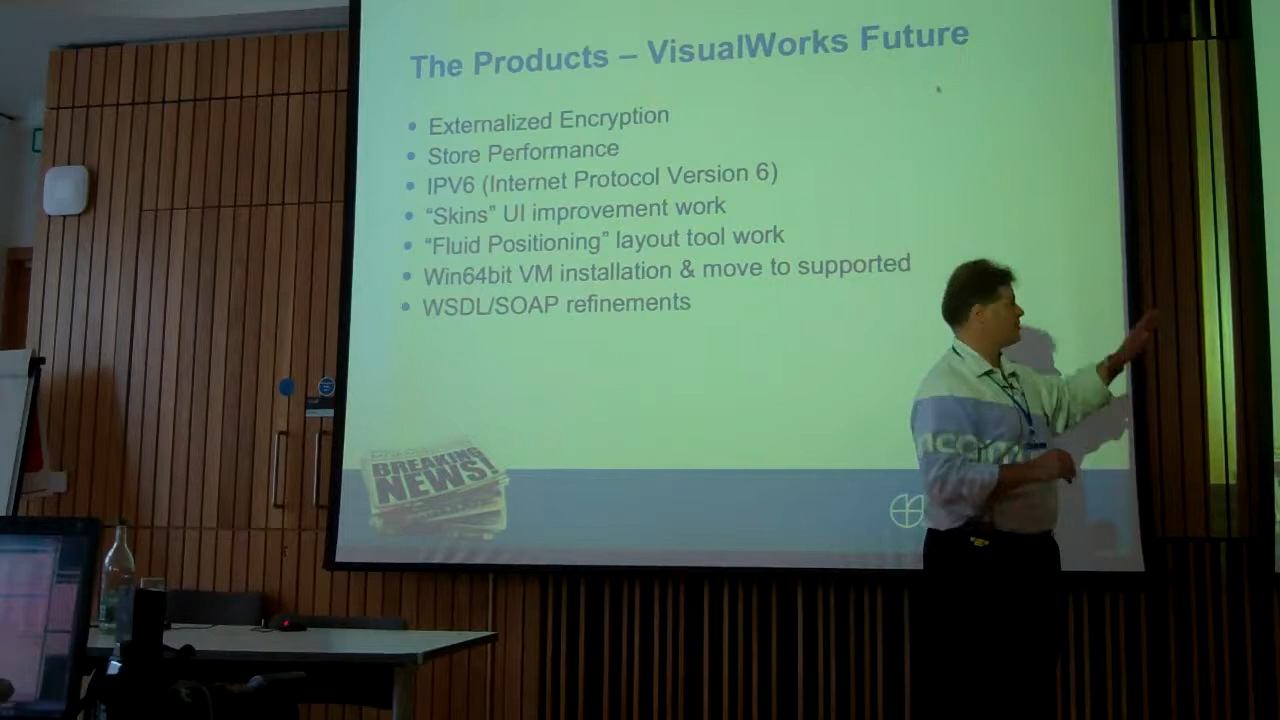 The Products – VisualWorks Future
• Externalized Encryption
• Store Performance
• IPV6 (Internet Protocol Version 6)
• “Skins” UI improvement work
• “Fluid Positioning” layout tool work
• Win64bit VM installation & move to supported
• WSDL/SOAP refinements
BREAKING
NEWS!
ncom